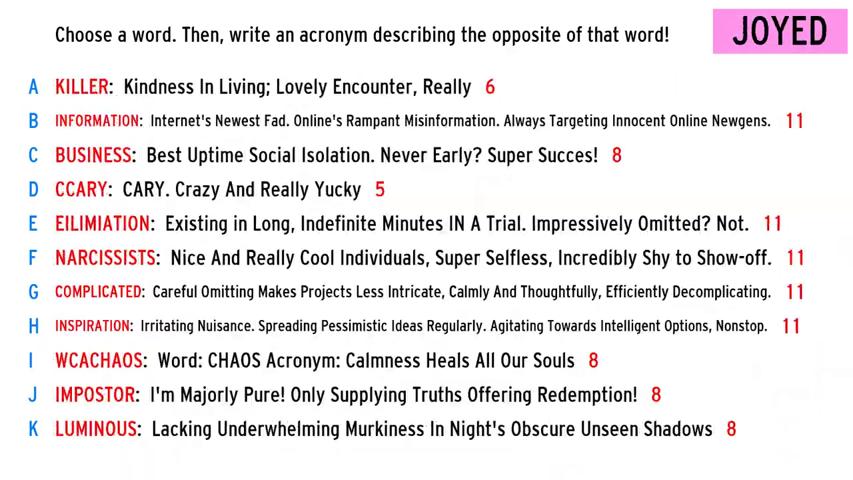 Choose a word. Then, write an acronym describing the opposite of that word!
JOYED
A KILLER: Kindness In Living; Lovely Encounter, Really 6
B INFORMATION: Internet's Newest Fad. Online's Rampant Misinformation. Always Targeting Innocent Online Newgens. 11
C BUSINESS: Best Uptime Social Isolation. Never Early? Super Succes! 8
D CCARY: CARY. Crazy And Really Yucky 5
E EILIMIATION: Existing in Long, Indefinite Minutes IN A Trial. Impressively Omitted? Not. 11
F NARCISSISTS: Nice And Really Cool Individuals, Super Selfless, Incredibly Shy to Show-off. 11
G COMPLICATED: Careful Omitting Makes Projects Less Intricate, Calmly And Thoughtfully, Efficiently Decomplicating. 11
H INSPIRATION: Irritating Nuisance. Spreading Pessimistic Ideas Regularly. Agitating Towards Intelligent Options, Nonstop. 11
I WCACHAOS: Word: CHAOS Acronym: Calmness Heals All Our Souls 8
J IMPOSTOR: I'm Majorly Pure! Only Supplying Truths Offering Redemption! 8
K LUMINOUS: Lacking Underwhelming Murkiness In Night's Obscure Unseen Shadows 8